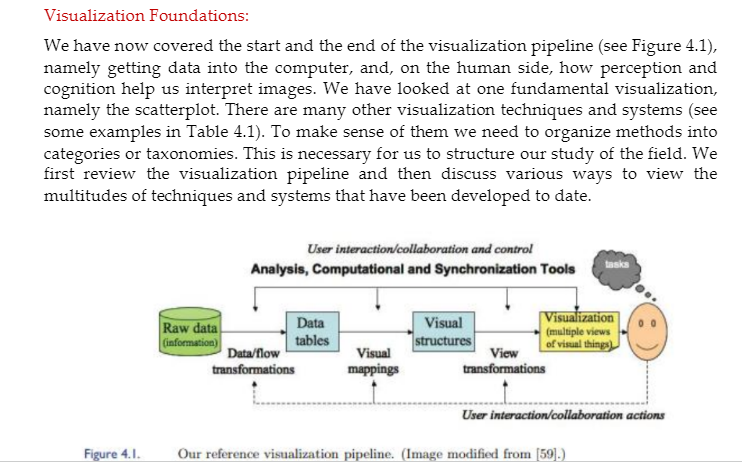 Visualization Foundations:
We have now covered the start and the end of the visualization pipeline (see Figure 4.1),
namely getting data into the computer, and, on the human side, how perception and
cognition help us interpret images. We have looked at one fundamental visualization,
namely the scatterplot. There are many other visualization techniques and systems (see
some examples in Table 4.1). To make sense of them we need to organize methods into
categories or taxonomies. This is necessary for us to structure our study of the field. We
first review the visualization pipeline and then discuss various ways to view the
multitudes of techniques and systems that have been developed to date.
User interaction/collaboration and control
Analysis, Computational and Synchronization Tools
tasks
Raw data
(information)
Data/flow
transformations
Data
tables
Visual
mappings
Visual
structures
View
transformations
Visualization
(multiple views
of visual things)
User interaction/collaboration actions
Figure 4.1. Our reference visualization pipeline. (Image modified from [59].)